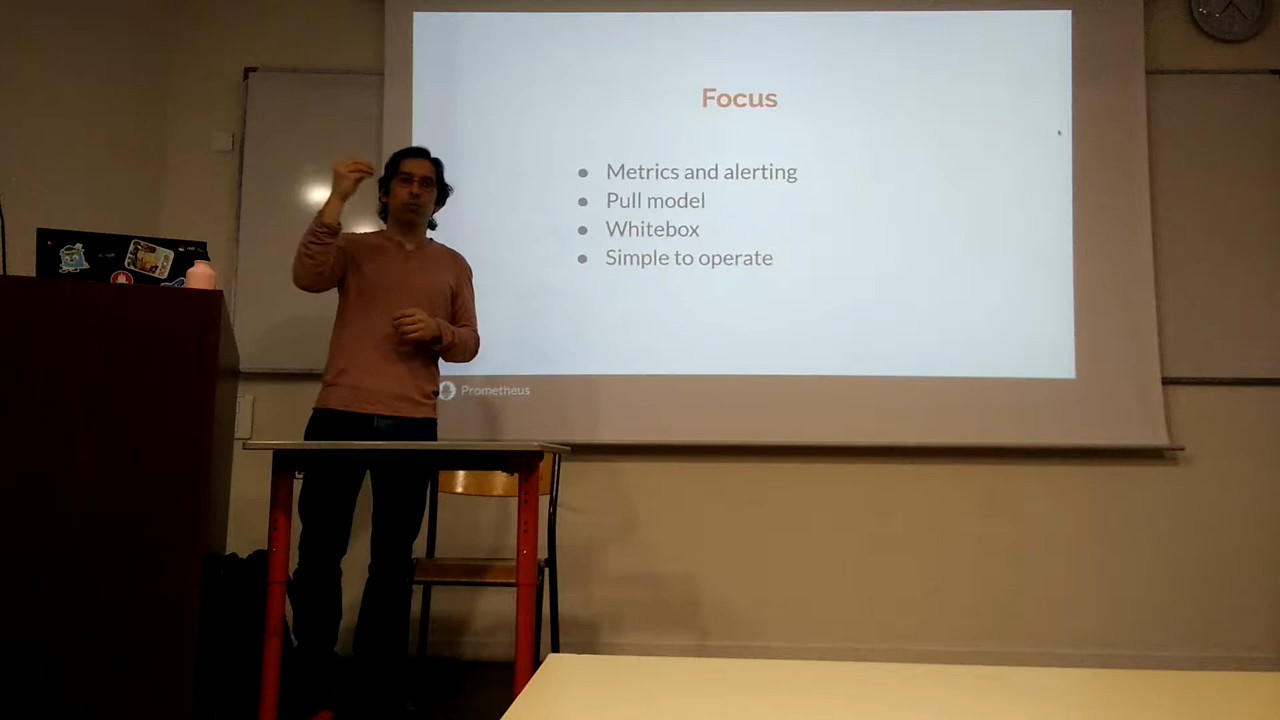 Focus
● Metrics and alerting
● Pull model
● Whitebox
● Simple to operate
Prometheus